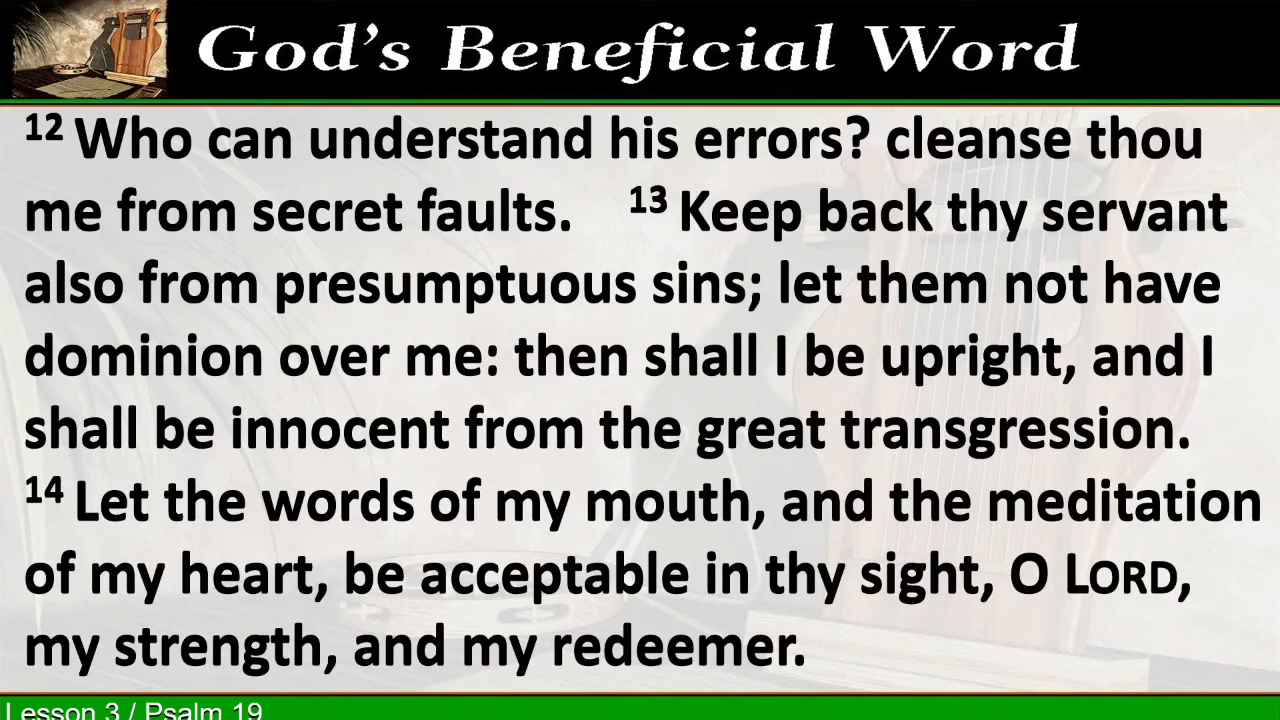 God's Beneficial Word
12 Who can understand his errors? cleanse thou
me from secret faults. 13 Keep back thy servant
also from presumptuous sins; let them not have
dominion over me: then shall I be upright, and I
shall be innocent from the great transgression.
14 Let the words of my mouth, and the meditation
of my heart, be acceptable in thy sight, O LORD,
my strength, and my redeemer.
Lesson 3 / Psalm 19